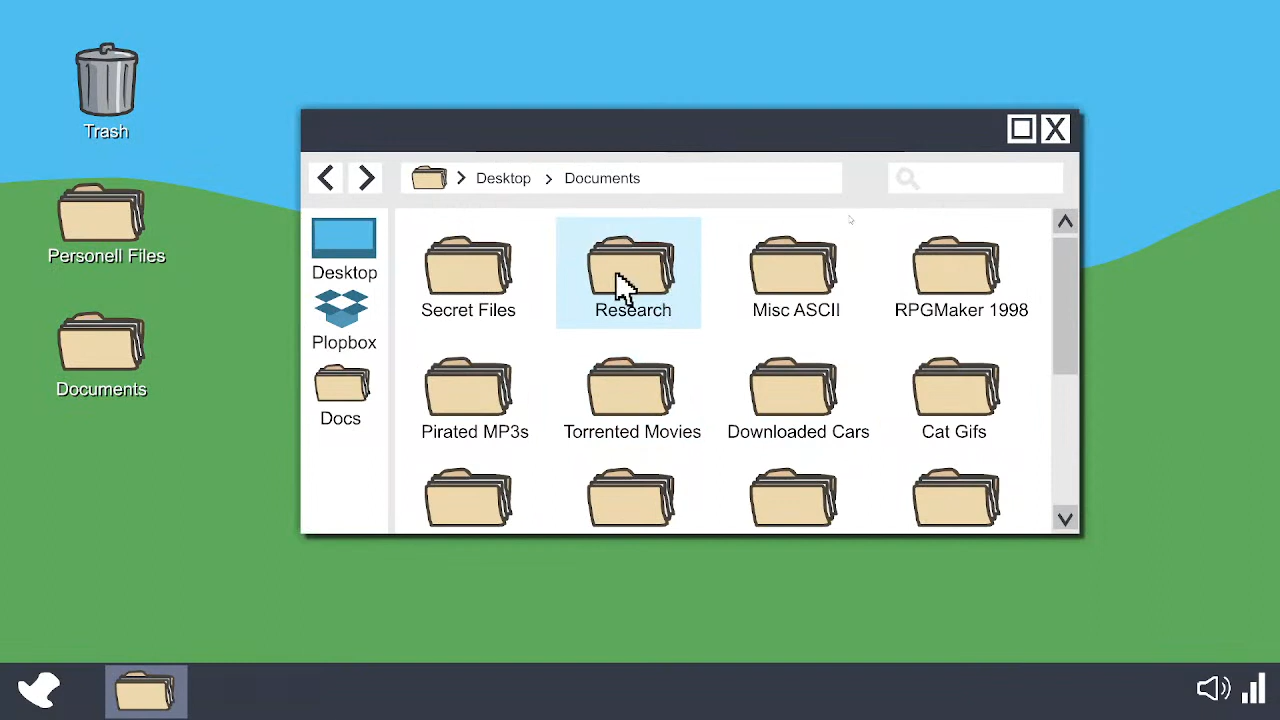 Trash
Personell Files
Documents
X
Desktop > Documents
Desktop
Plopbox
Docs
Secret Files
Research
Misc ASCII
RPGMaker 1998
Pirated MP3s
Torrented Movies
Downloaded Cars
Cat Gifs